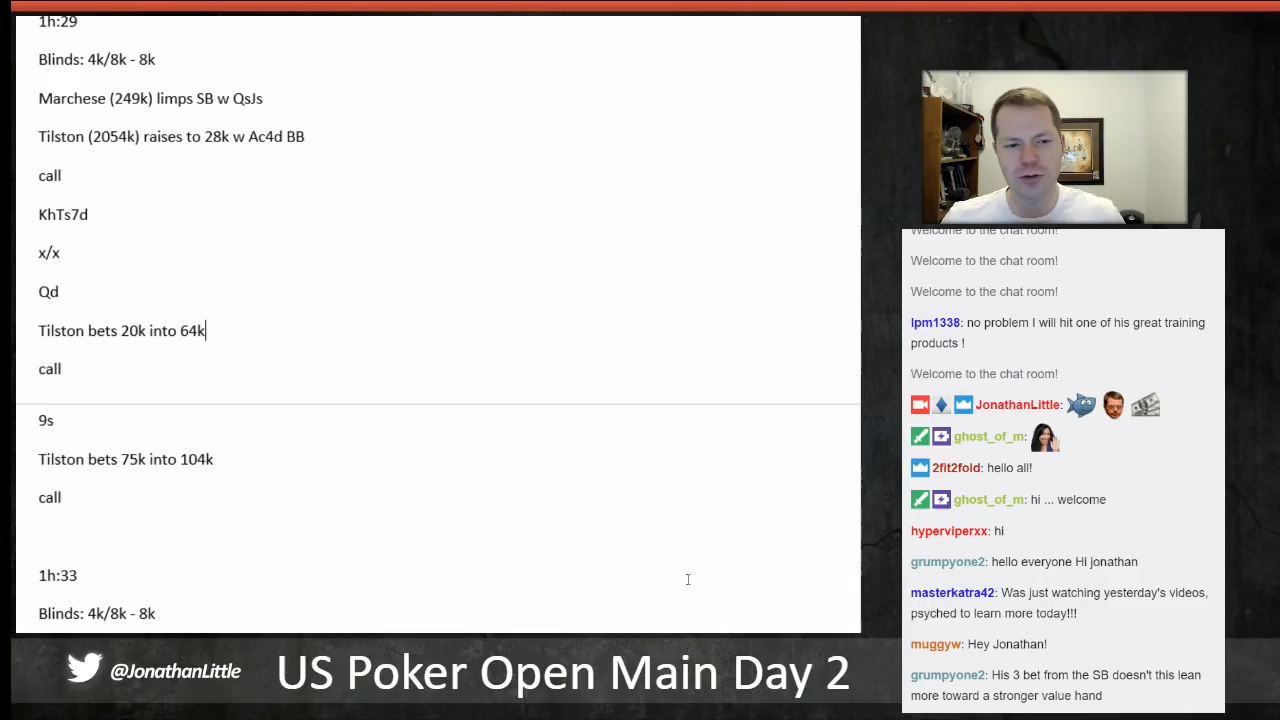 1h:29
Blinds: 4k/8k - 8k
Marchese (249k) limps SB w QsJs
Tilston (2054k) raises to 28k w Ac4d BB
call
KhTs7d
x/x
Qd
Tilston bets 20k into 64k
call
9s
Tilston bets 75k into 104k
call
1h:33
Blinds: 4k/8k - 8k
Welcome to the chat room!
Welcome to the chat room!
Welcome to the chat room!
lpm1338: no problem I will hit one of his great training
products !
Welcome to the chat room!
JonathanLittle:
ghost_of_m:
2fit2fold: hello all!
ghost_of_m: hi ... welcome
hyperviperxx: hi
grumpyone2: hello everyone Hi jonathan
masterkatra42: Was just watching yesterday's videos,
psyched to learn more today!!!
muggyw: Hey Jonathan!
grumpyone2: His 3 bet from the SB doesn't this lean
more toward a stronger value hand
@JonathanLittle
US Poker Open Main Day 2